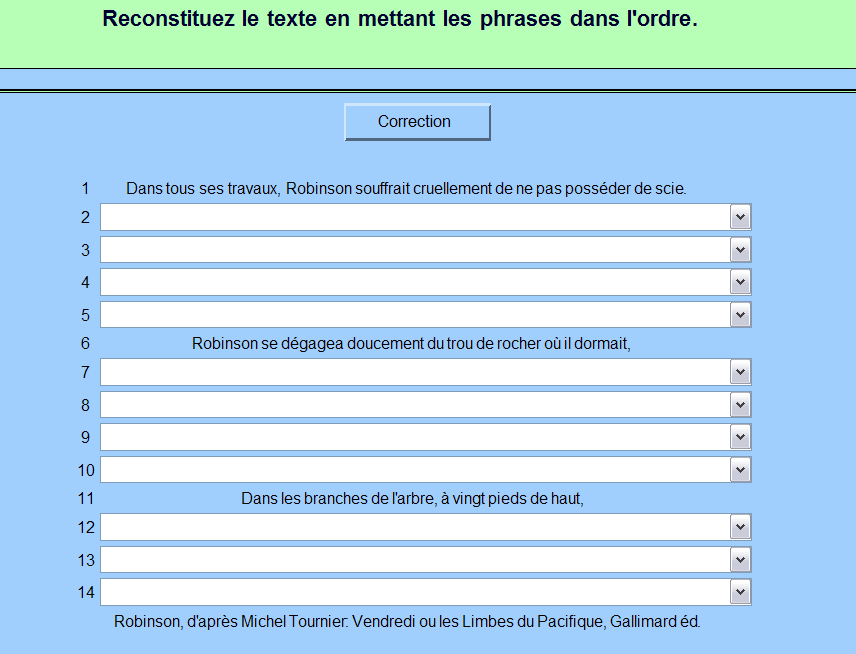 Reconstituez le texte en mettant les phrases dans l'ordre.
Correction
1 Dans tous ses travaux, Robinson souffrait cruellement de ne pas posséder de scie.
2
3
4
5
6 Robinson se dégagea doucement du trou de rocher où il dormait,
7
8
9
10
11 Dans les branches de l'arbre, à vingt pieds de haut,
12
13
14
Robinson, d'après Michel Tournier: Vendredi ou les Limbes du Pacifique, Gallimard éd.